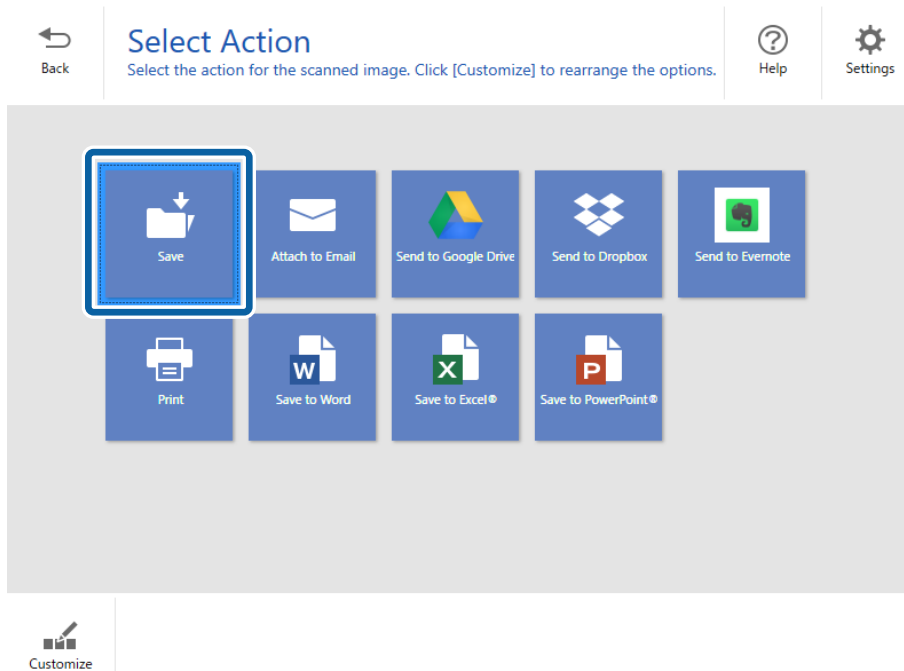 Select Action
Back
Select the action for the scanned image. Click [Customize] to rearrange the options.
Help
Settings
Save
Attach to Email
Send to Google Drive
Send to Dropbox
Send to Evernote
W
X
P
Print
Save to Word
Save to Excel®
Save to PowerPoint®
Customize